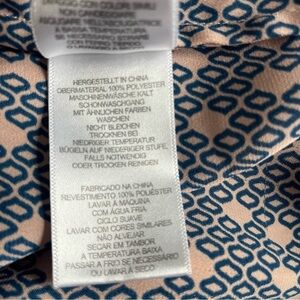 HERGESTELLT IN CHINA
OBERMATERIAL 100% POLYESTER
MASCHINENWÄSCHE KALT
SCHONWASCHGANG
MIT ÄHNLICHEN FARBEN
WASCHEN
NICHT BLEICHEN
TROCKNEN BEI
NIEDRIGER TEMPERATUR
BÜGELN AUF NIEDRIGER STUFE,
FALLS NOTWENDIG
ODER TROCKEN REINIGEN
FABRICADO NA CHINA
REVESTIMENTO 100% POLIÉSTER
LAVAR À MÁQUINA
COM ÁGUA FRIA
CICLO SUAVE
LAVAR COM CORES SIMILARES
NÃO ALVEJAR
SECAR EM TAMBOR
A TEMPERATURA BAIXA
PASSAR A FRIO SE NECESSÁRIO
OU LAVAR À SECO